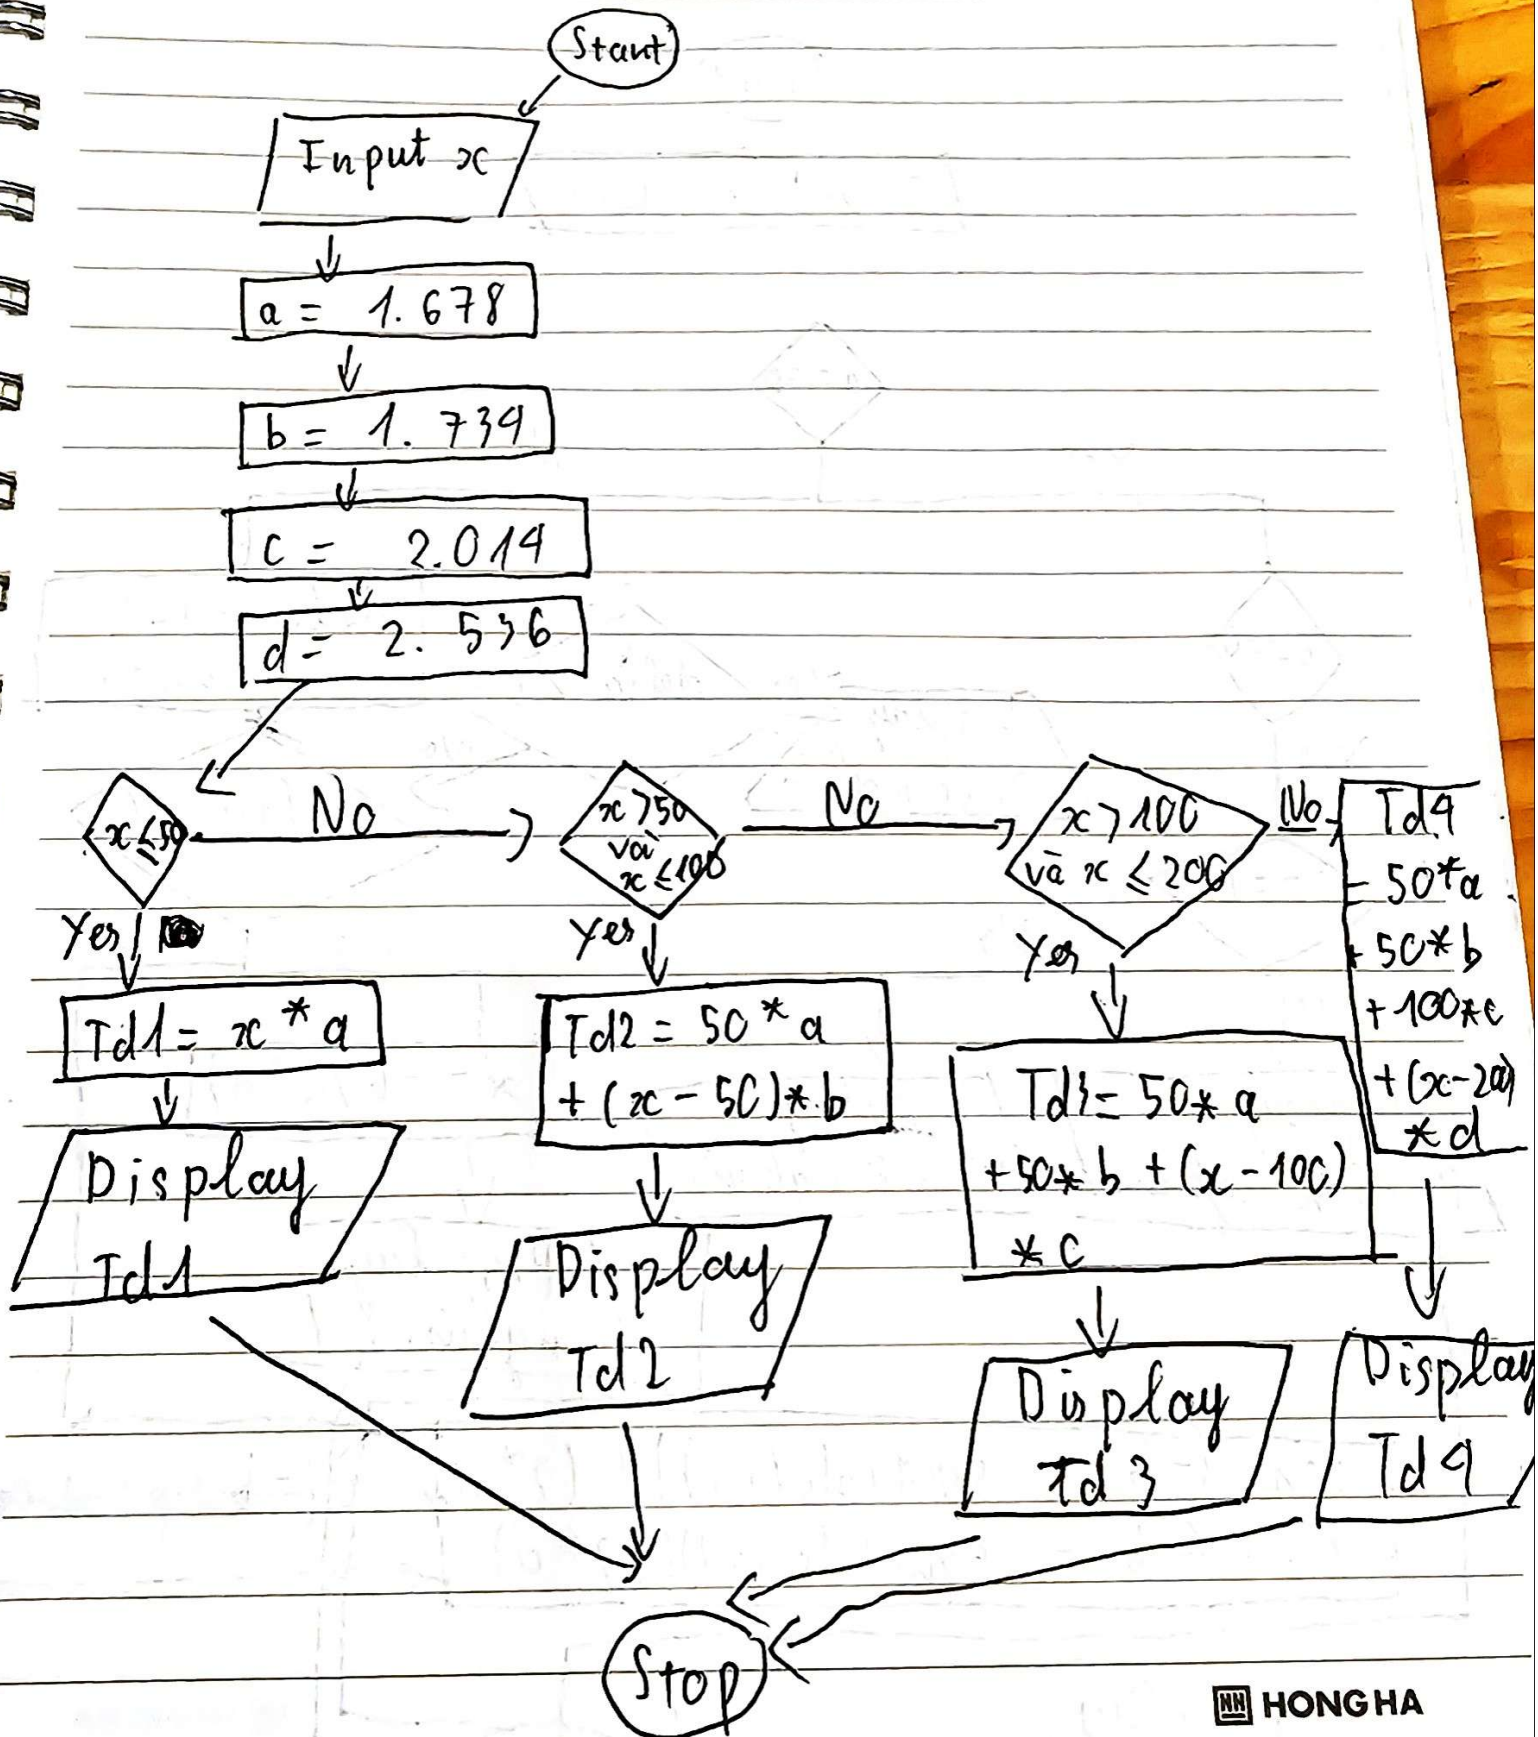 Start
Input x
a = 1.678
b = 1.734
c = 2.014
d = 2.536
x ≤ 50
No
x > 50
và
x ≤ 100
No
x > 100
và x ≤ 200
No
Td4
= 50*a
+ 50*b
+ 100*c
+ (x-200)
* d
Yes
Yes
Yes
Td1 = x * a
Td2 = 50 * a
+ (x - 50) * b
Td3 = 50 * a
+ 50 * b + (x - 100)
* c
Display
Td1
Display
Td2
Display
Td3
Display
Td4
Stop
HONG HA